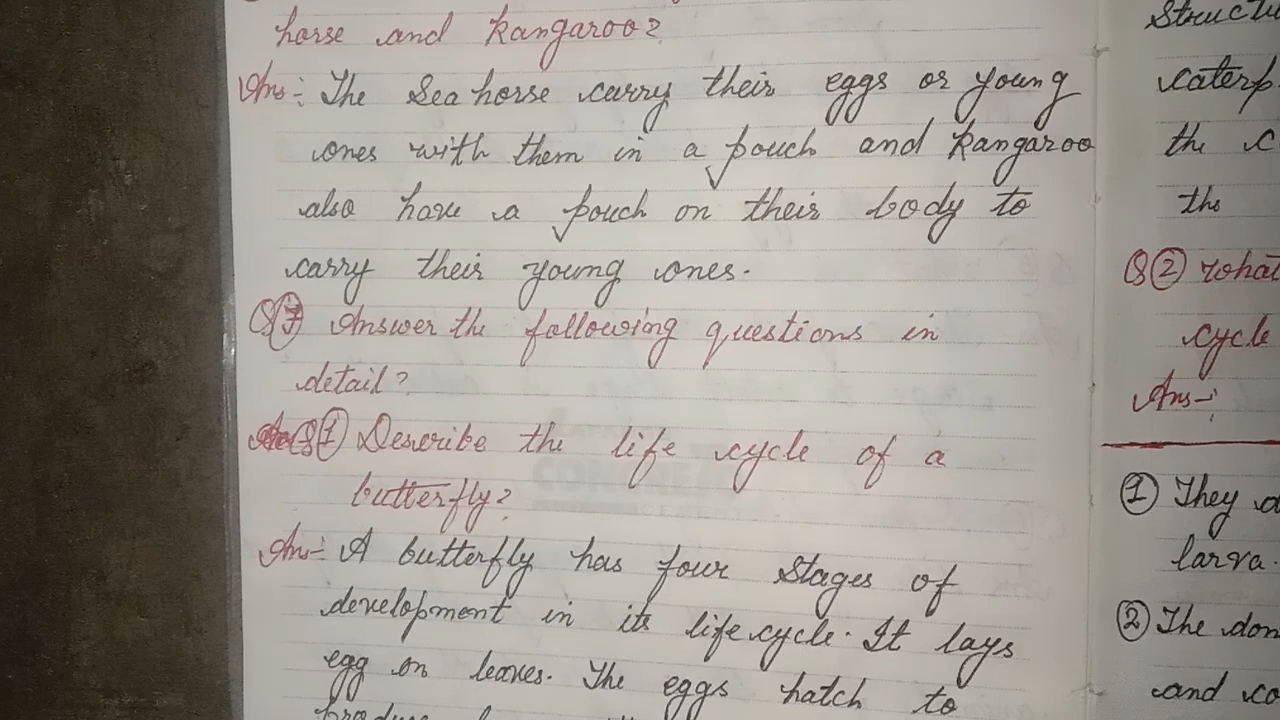 horse and kangaroo?
Ans:- The Sea horse carry their eggs or young
ones with them in a pouch and kangaroo
also have a pouch on their body to
carry their young ones.
Q7 Answer the following questions in
detail?
Q1 Describe the life cycle of a
butterfly?
Ans:- A butterfly has four stages of
development in its life cycle. It lays
egg on leaves. The eggs hatch to
Structu
caterp
the c
the
Q2 What
cycle
Ans-:
1 They a
larva.
2 The don
and co